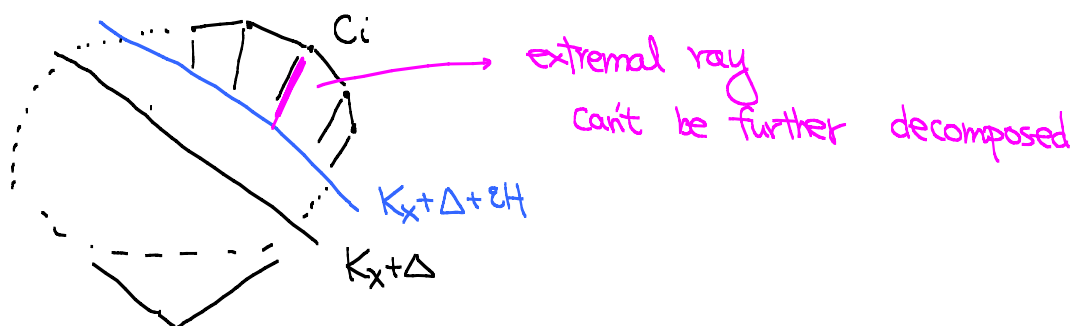 Ci
extremal ray
can't be further decomposed
Kx+Δ+εH
Kx+Δ